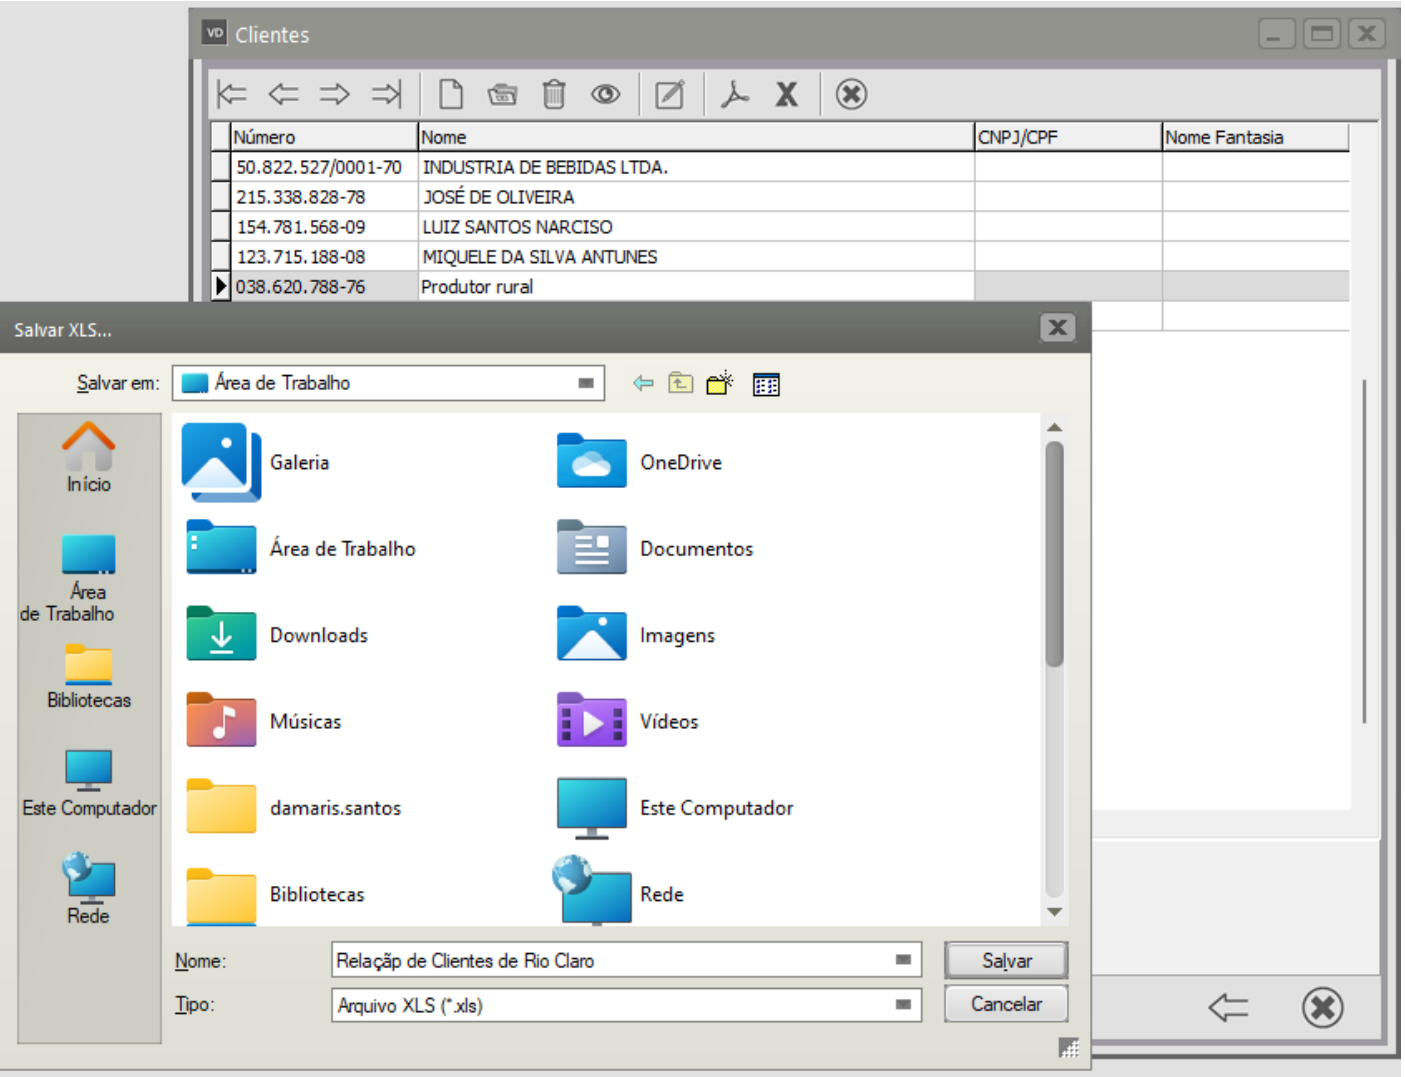 VD Clientes
Número Nome CNPJ/CPF Nome Fantasia
50.822.527/0001-70 INDUSTRIA DE BEBIDAS LTDA.
215.338.828-78 JOSÉ DE OLIVEIRA
154.781.568-09 LUIZ SANTOS NARCISO
123.715.188-08 MIQUELE DA SILVA ANTUNES
038.620.788-76 Produtor rural
Salvar XLS...
Salvar em: Área de Trabalho
Início
Área
de Trabalho
Bibliotecas
Este Computador
Rede
Galeria OneDrive
Área de Trabalho Documentos
Downloads Imagens
Músicas Vídeos
damaris.santos Este Computador
Bibliotecas Rede
Nome: Relaçãp de Clientes de Rio Claro Salvar
Tipo: Arquivo XLS (*.xls) Cancelar